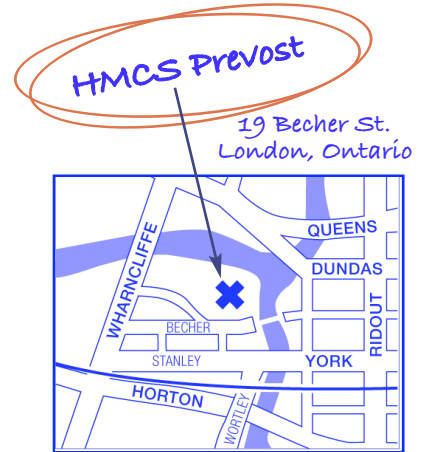 HMCS Prevost
19 Becher St.
London, Ontario
QUEENS
DUNDAS
WHARNCLIFFE
RIDOUT
BECHER
STANLEY
YORK
HORTON
WORTLEY